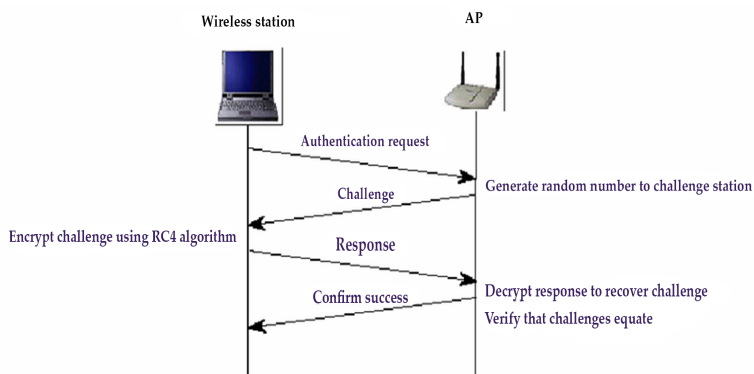 Wireless station
AP
Authentication request
Generate random number to challenge station
Challenge
Encrypt challenge using RC4 algorithm
Response
Decrypt response to recover challenge
Confirm success
Verify that challenges equate